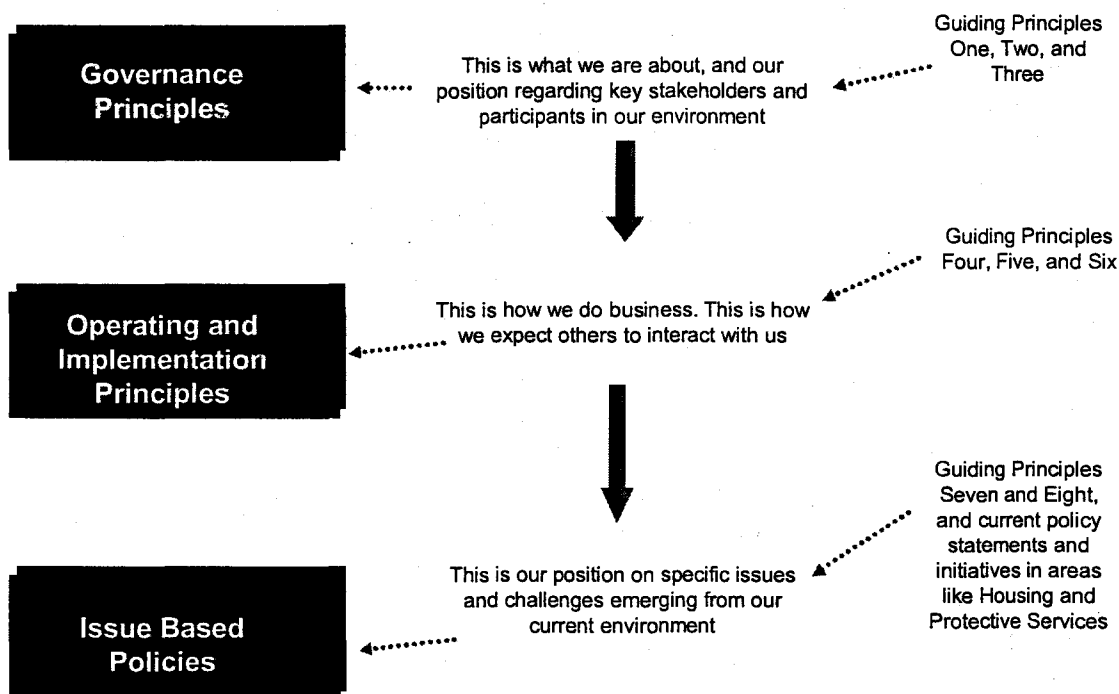 Governance
Principles
This is what we are about, and our
position regarding key stakeholders and
participants in our environment
Guiding Principles
One, Two, and
Three
Operating and
Implementation
Principles
This is how we do business. This is how
we expect others to interact with us
Guiding Principles
Four, Five, and Six
Issue Based
Policies
This is our position on specific issues
and challenges emerging from our
current environment
Guiding Principles
Seven and Eight,
and current policy
statements and
initiatives in areas
like Housing and
Protective Services